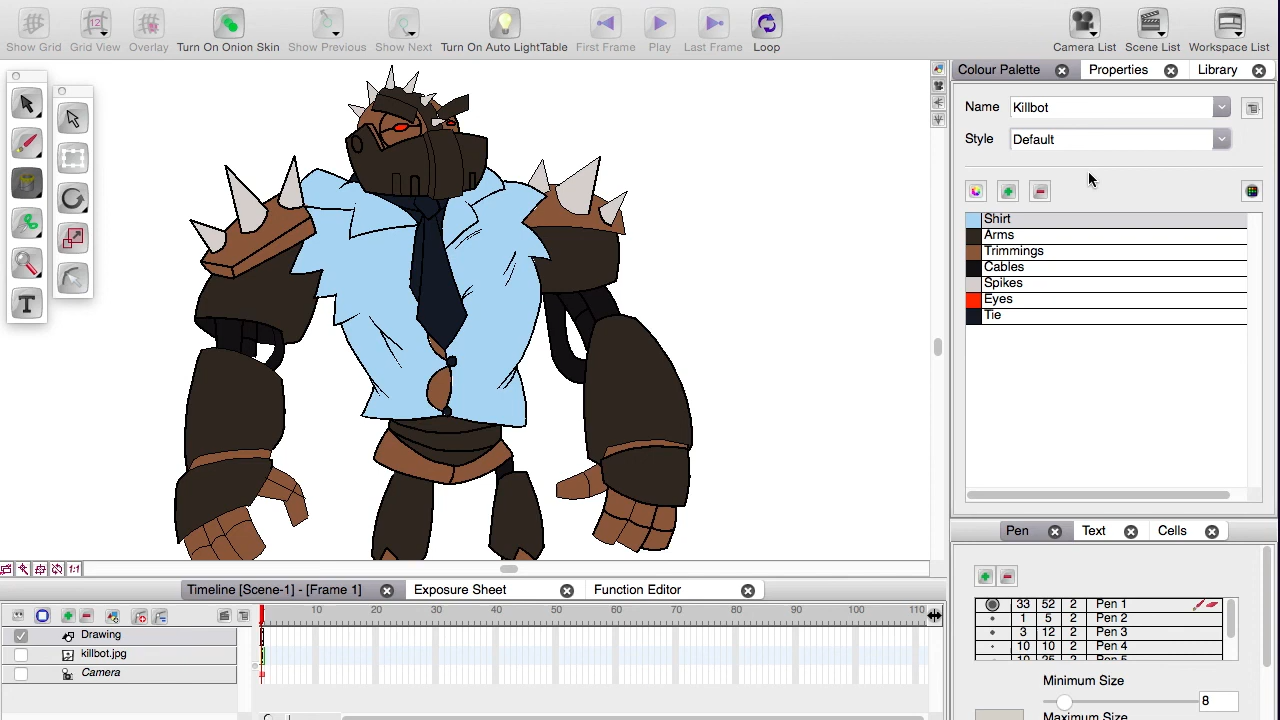 Show Grid Grid View Overlay Turn On Onion Skin Show Previous Show Next Turn On Auto LightTable First Frame Play Last Frame Loop Camera List Scene List Workspace List
12
Colour Palette Properties Library
Name Killbot
Style Default
Shirt
Arms
Trimmings
Cables
Spikes
Eyes
Tie
T
Pen Text Cells
33 52 2 Pen 1
1 5 2 Pen 2
3 12 2 Pen 3
10 10 2 Pen 4
Minimum Size
8
Maximum Size
1:1
Timeline [Scene-1] - [Frame 1] Exposure Sheet Function Editor
10 20 30 40 50 60 70 80 90 100 110
Drawing
killbot.jpg
Camera